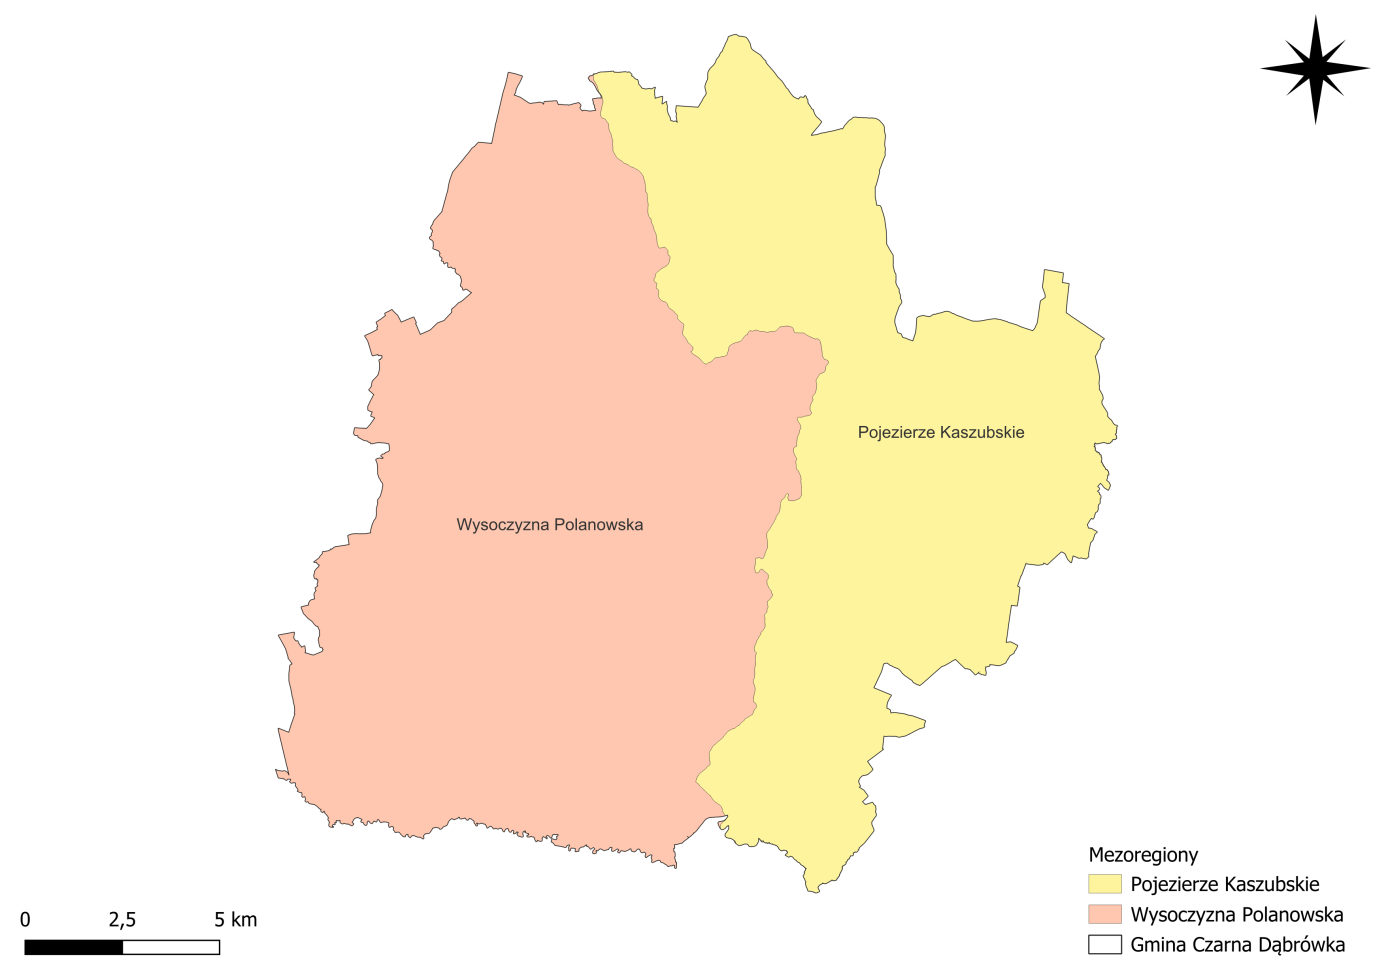 Pojezierze Kaszubskie
Wysoczyzna Polanowska
Mezoregiony
Pojezierze Kaszubskie
Wysoczyzna Polanowska
Gmina Czarna Dąbrówka
0 2,5 5 km